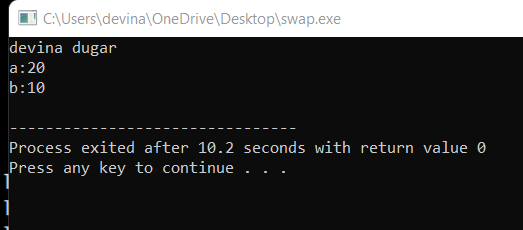 C:\Users\devina\OneDrive\Desktop\swap.exe
devina dugar
a:20
b:10
--------------------------------
Process exited after 10.2 seconds with return value 0
Press any key to continue . . .